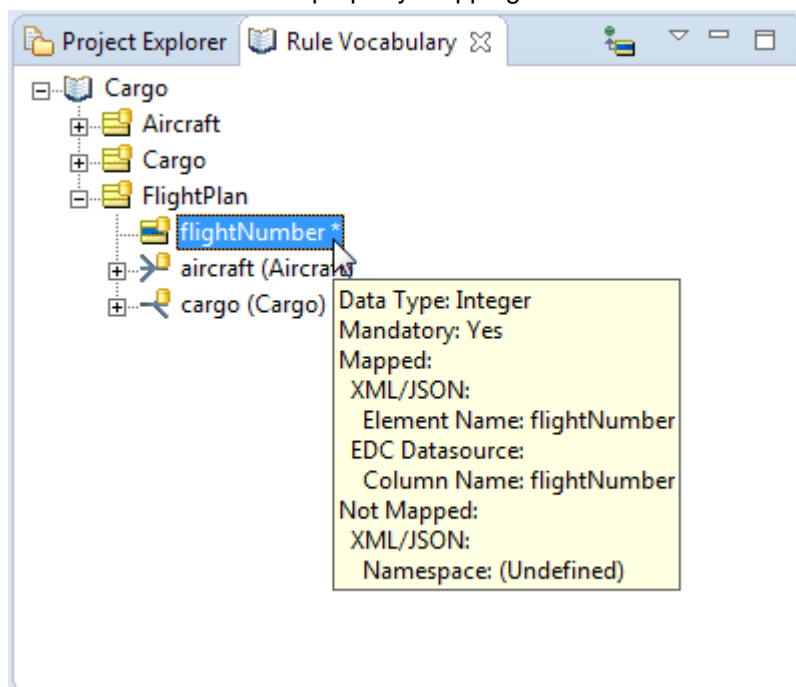 Project Explorer Rule Vocabulary
Cargo
Aircraft
Cargo
FlightPlan
flightNumber *
aircraft (Aircraft)
cargo (Cargo)
Data Type: Integer
Mandatory: Yes
Mapped:
XML/JSON:
Element Name: flightNumber
EDC Datasource:
Column Name: flightNumber
Not Mapped:
XML/JSON:
Namespace: (Undefined)